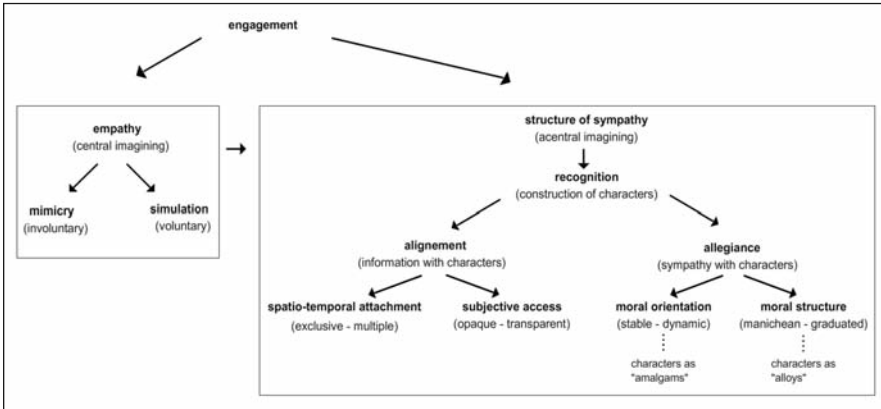 engagement
empathy
(central imagining)
mimicry
(involuntary)
simulation
(voluntary)
structure of sympathy
(acentral imagining)
recognition
(construction of characters)
alignement
(information with characters)
allegiance
(sympathy with characters)
spatio-temporal attachment
(exclusive - multiple)
subjective access
(opaque - transparent)
moral orientation
(stable - dynamic)
characters as
"amalgams"
moral structure
(manichean - graduated)
characters as
"alloys"